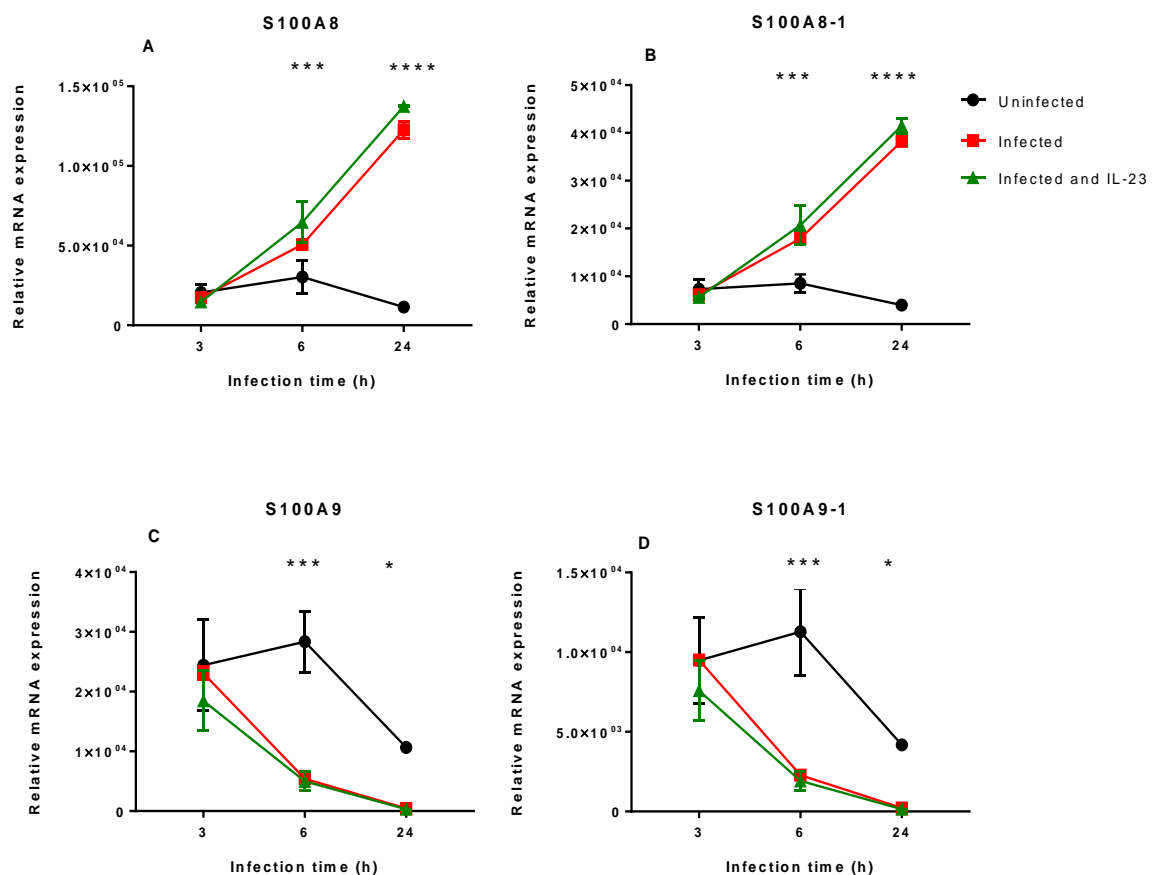 S100A8
A
*** ****
Relative mRNA expression
1.5×10^05
1.0×10^05
5.0×10^04
0
3 6 24
Infection time (h)
S100A8-1
B
*** ****
Relative mRNA expression
5×10^04
4×10^04
3×10^04
2×10^04
1×10^04
0
3 6 24
Infection time (h)
Uninfected
Infected
Infected and IL-23
S100A9
C
*** *
Relative mRNA expression
4×10^04
3×10^04
2×10^04
1×10^04
0
3 6 24
Infection time (h)
S100A9-1
D
*** *
Relative mRNA expression
1.5×10^04
1.0×10^04
5.0×10^03
0
3 6 24
Infection time (h)